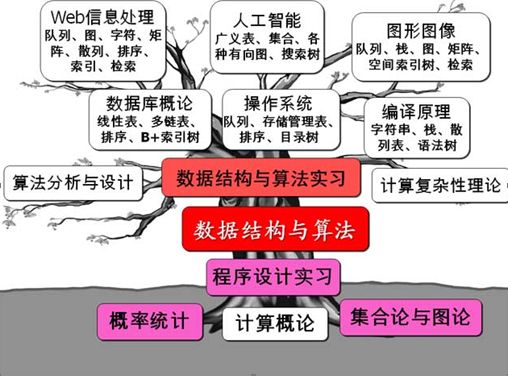 Web信息处理
队列、图、字符、矩
阵、散列、排序、
索引、检索
人工智能
广义表、集合、各
种有向图、搜索树
图形图像
队列、栈、图、矩阵、
空间索引树、检索
数据库概论
线性表、多链表、
排序、B+索引树
操作系统
队列、存储管理表、
排序、目录树
编译原理
字符串、栈、散
列表、语法树
算法分析与设计
数据结构与算法实习
计算复杂性理论
数据结构与算法
程序设计实习
概率统计
计算概论
集合论与图论